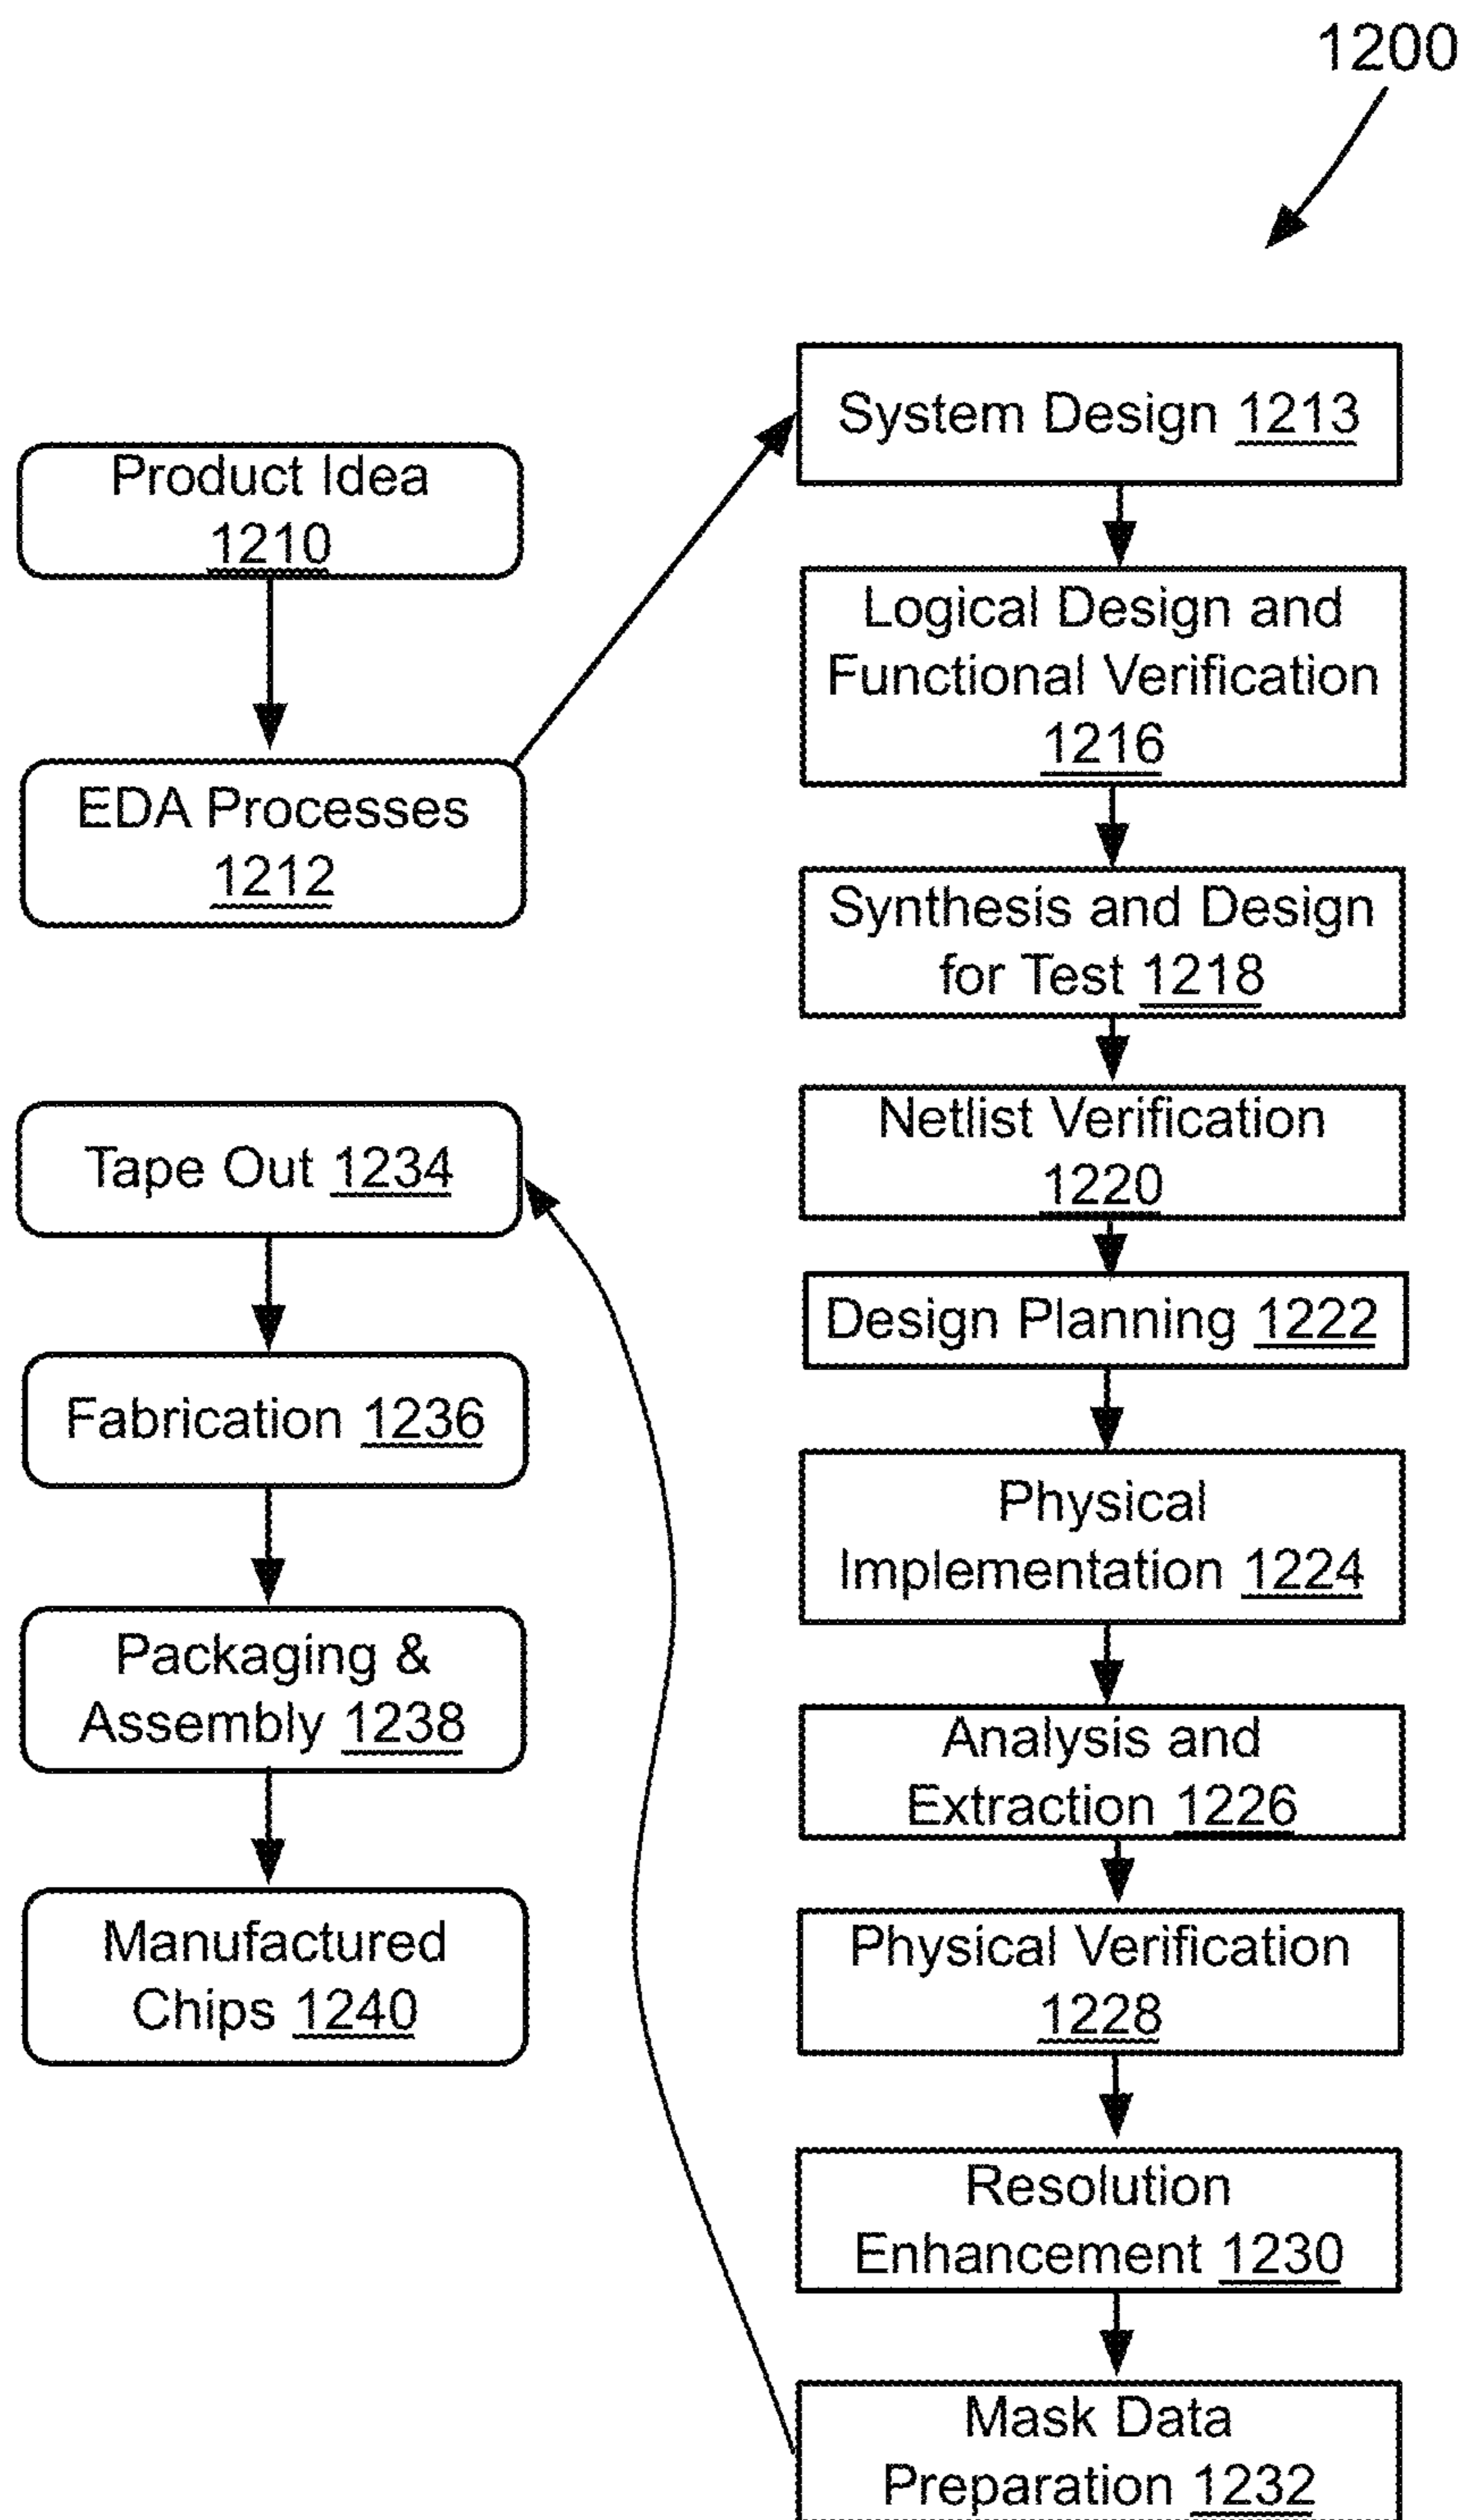 1200
Product Idea
1210
EDA Processes
1212
System Design 1213
Logical Design and
Functional Verification
1216
Synthesis and Design
for Test 1218
Netlist Verification
1220
Design Planning 1222
Physical
Implementation 1224
Analysis and
Extraction 1226
Physical Verification
1228
Resolution
Enhancement 1230
Mask Data
Preparation 1232
Tape Out 1234
Fabrication 1236
Packaging &
Assembly 1238
Manufactured
Chips 1240